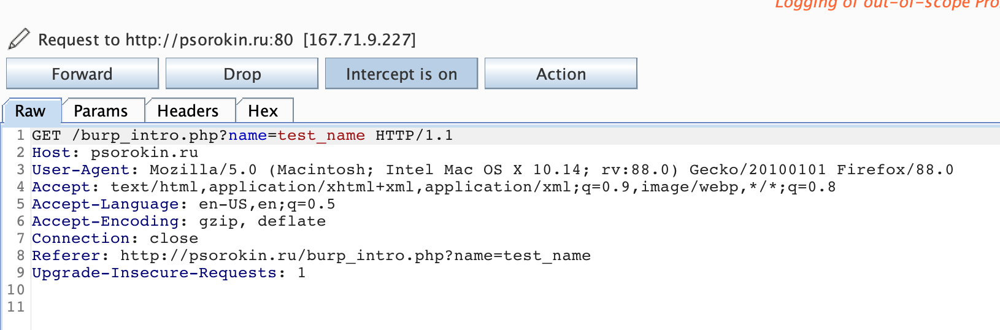 Logging of out-of-scope Pro
Request to http://psorokin.ru:80 [167.71.9.227]
Forward Drop Intercept is on Action
Raw Params Headers Hex
1 GET /burp_intro.php?name=test_name HTTP/1.1
2 Host: psorokin.ru
3 User-Agent: Mozilla/5.0 (Macintosh; Intel Mac OS X 10.14; rv:88.0) Gecko/20100101 Firefox/88.0
4 Accept: text/html,application/xhtml+xml,application/xml;q=0.9,image/webp,*/*;q=0.8
5 Accept-Language: en-US,en;q=0.5
6 Accept-Encoding: gzip, deflate
7 Connection: close
8 Referer: http://psorokin.ru/burp_intro.php?name=test_name
9 Upgrade-Insecure-Requests: 1
10
11